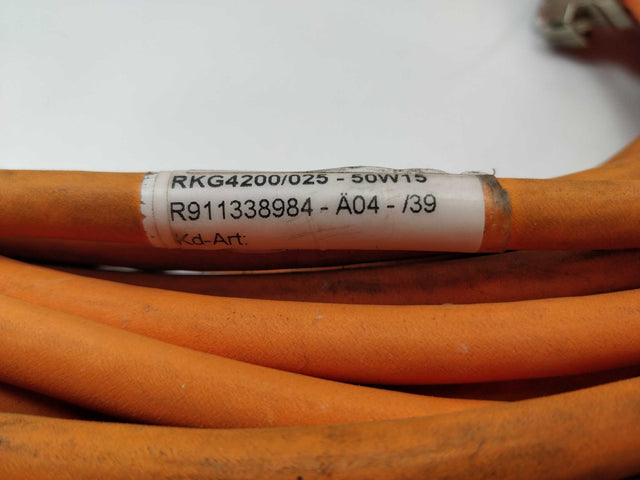 RKG4200/025 - 50W15
R911338984 - Ä04 - /39
Kd-Art: